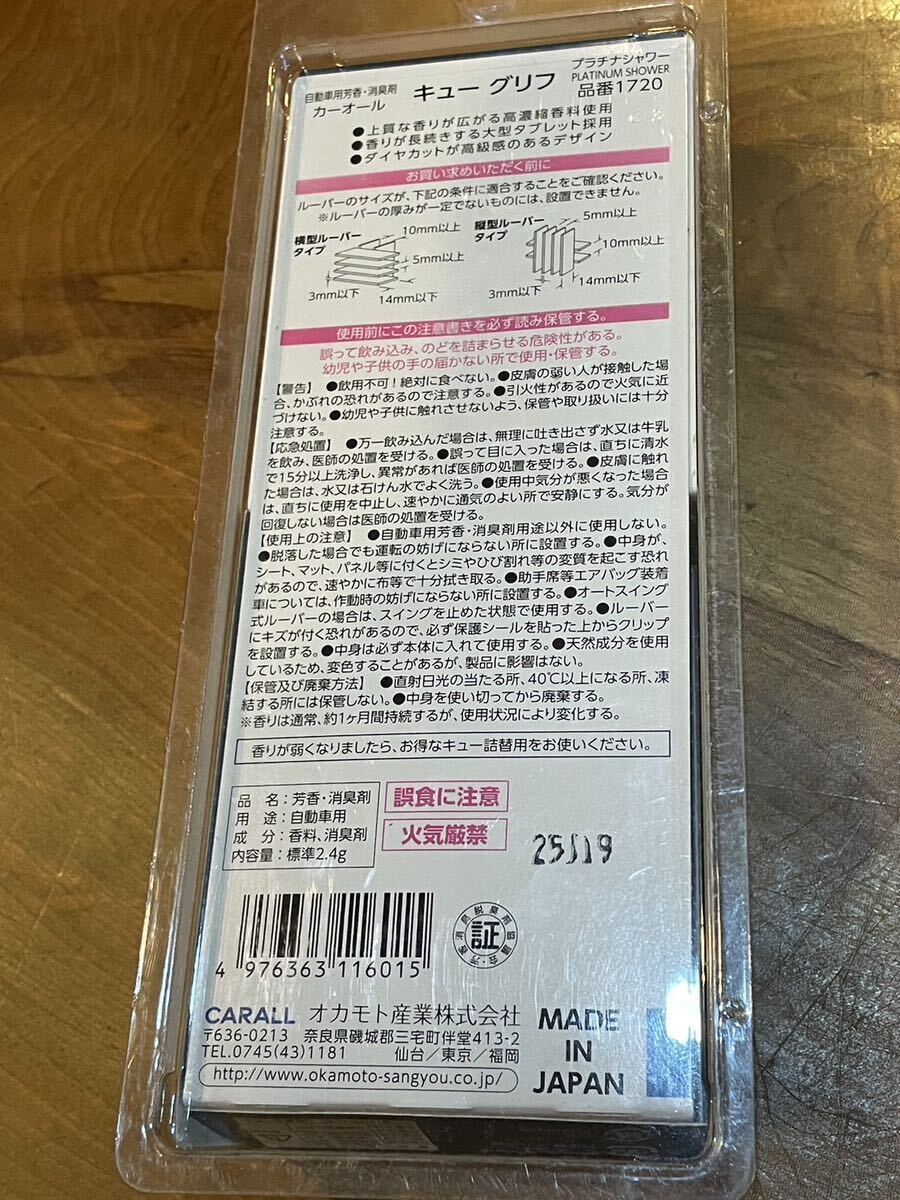 自動車用芳香・消臭剤
カーオール
キュー グリフ
プラチナシャワー
PLATINUM SHOWER
品番1720
●上質な香りが広がる高濃縮香料使用
●香りが長続きする大型タブレット採用
●ダイヤカットが高級感のあるデザイン
お買い求めいただく前に
ルーバーのサイズが、下記の条件に適合することをご確認ください。
※ルーバーの厚みが一定でないものには、設置できません。
横型ルーバー
タイプ
10mm以上
5mm以上
3mm以下
14mm以下
縦型ルーバー
タイプ
5mm以上
10mm以上
14mm以下
3mm以下
使用前にこの注意書きを必ず読み保管する。
誤って飲み込み、のどを詰まらせる危険性がある。
幼児や子供の手の届かない所で使用・保管する。
【警告】 ●飲用不可!絶対に食べない。●皮膚の弱い人が接触した場
合、かぶれの恐れがあるので注意する。●引火性があるので火気に近
づけない。●幼児や子供に触れさせないよう、保管や取り扱いには十分
注意する。
【応急処置】 ●万一飲み込んだ場合は、無理に吐き出さず水又は牛乳
を飲み、医師の処置を受ける。●誤って目に入った場合は、直ちに清水
で15分以上洗浄し、異常があれば医師の処置を受ける。●皮膚に触れ
た場合は、水又は石けん水でよく洗う。●使用中気分が悪くなった場合
は、直ちに使用を中止し、速やかに通気のよい所で安静にする。気分が
回復しない場合は医師の処置を受ける。
【使用上の注意】 ●自動車用芳香・消臭剤用途以外に使用しない。
●脱落した場合でも運転の妨げにならない所に設置する。●中身が、
シート、マット、パネル等に付くとシミやひび割れ等の変質を起こす恐れ
があるので、速やかに布等で十分拭き取る。●助手席等エアバッグ装着
車については、作動時の妨げにならない所に設置する。●オートスイング
式ルーバーの場合は、スイングを止めた状態で使用する。●ルーバー
にキズが付く恐れがあるので、必ず保護シールを貼った上からクリップ
を設置する。●中身は必ず本体に入れて使用する。●天然成分を使用
しているため、変色することがあるが、製品に影響はない。
【保管及び廃棄方法】 ●直射日光の当たる所、40℃以上になる所、凍
結する所には保管しない。●中身を使い切ってから廃棄する。
※香りは通常、約1ヶ月間持続するが、使用状況により変化する。
香りが弱くなりましたら、お得なキュー詰替用をお使いください。
品 名:芳香・消臭剤
用 途:自動車用
成 分:香料、消臭剤
内容量:標準2.4g
誤食に注意
火気厳禁
25J19
4 976363 116015
芳香消臭脱臭剤協議会
証
CARALL オカモト産業株式会社
〒636-0213 奈良県磯城郡三宅町伴堂413-2
TEL.0745(43)1181 仙台/東京/福岡
http://www.okamoto-sangyou.co.jp/
MADE
IN
JAPAN